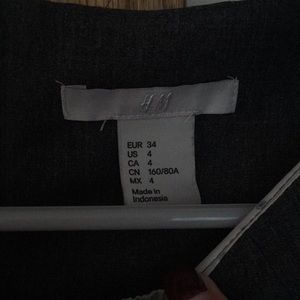 H&M
EUR 34
US 4
CA 4
CN 160/80A
MX 4
Made in
Indonesia